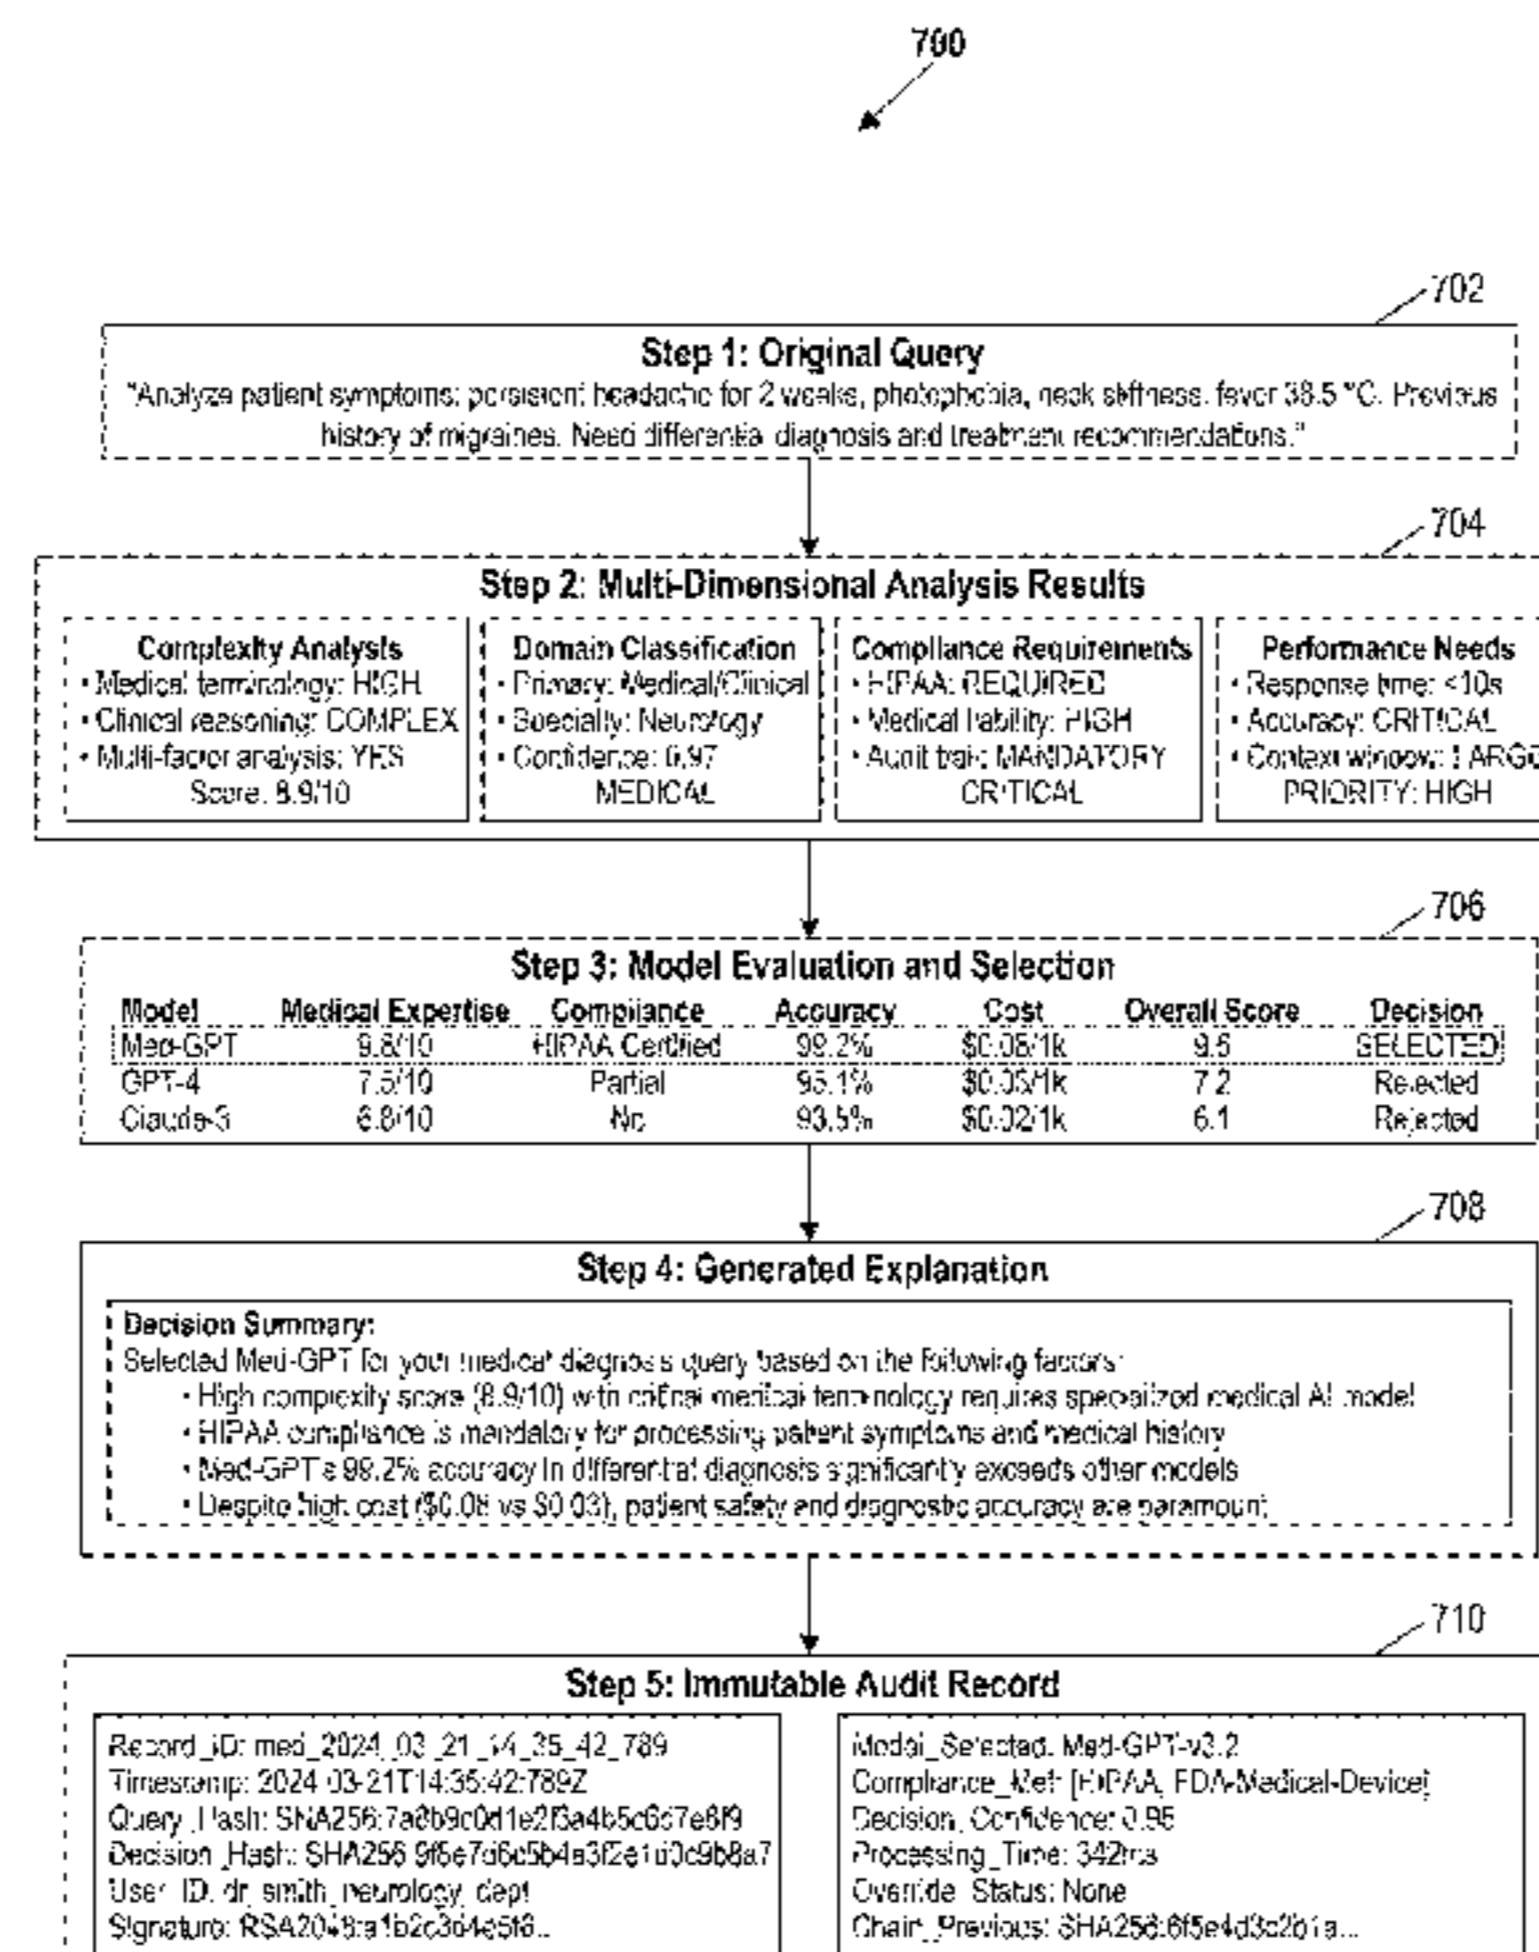 700
702
Step 1: Original Query
"Analyze patient symptoms: persistent headache for 2 weeks, photophobia, neck stiffness, fever 38.5 °C. Previous
history of migraines. Need differential diagnosis and treatment recommendations."
704
Step 2: Multi-Dimensional Analysis Results
Complexity Analysis
• Medical terminology: HIGH
• Clinical reasoning: COMPLEX
• Multi-factor analysis: YES
Score: 8.9/10
Domain Classification
• Primary: Medical/Clinical
• Specialty: Neurology
• Confidence: 0.97
MEDICAL
Compliance Requirements
• HIPAA: REQUIRED
• Medical liability: HIGH
• Audit trail: MANDATORY
CRITICAL
Performance Needs
• Response time: <10s
• Accuracy: CRITICAL
• Context window: LARG
PRIORITY: HIGH
706
Step 3: Model Evaluation and Selection
Model Medical Expertise Compliance Accuracy Cost Overall Score Decision
Med-GPT 9.8/10 HIPAA Certified $0.08/1k SELECTED
GPT-4 7.5/10 Partial 95.1% 7.2 Rejected
Claude-3 6.8/10 No 93.5% $0.02/1k 6.1 Rejected
708
Step 4: Generated Explanation
Decision Summary:
Selected Med-GPT for your medical diagnosis query based on the following factors:
• High complexity score (8.9/10) with critical medical terminology requires specialized medical AI model
• HIPAA compliance is mandatory for processing patient symptoms and medical history
• Med-GPT's accuracy in differential diagnosis significantly exceeds other models
• Despite high cost ($0.08 vs $0.03), patient safety and diagnostic accuracy are paramount
710
Step 5: Immutable Audit Record
Record_ID: med_2024_03_21_14_35_42_789
Timestamp: 2024-03-21T14:35:42:789Z
Query_Hash:
Decision_Hash:
User_ID: dr_smith_neurology_dept
Signature: RSA2048:a1b2c3d4e5f6...
Model_Selected: Med-GPT-v3.2
Compliance_Met: [HIPAA, FDA-Medical-Device]
Decision_Confidence:
Processing_Time: 342ms
Override_Status: None
Chain_Previous: SHA256:6f5e4d3c2b1a...